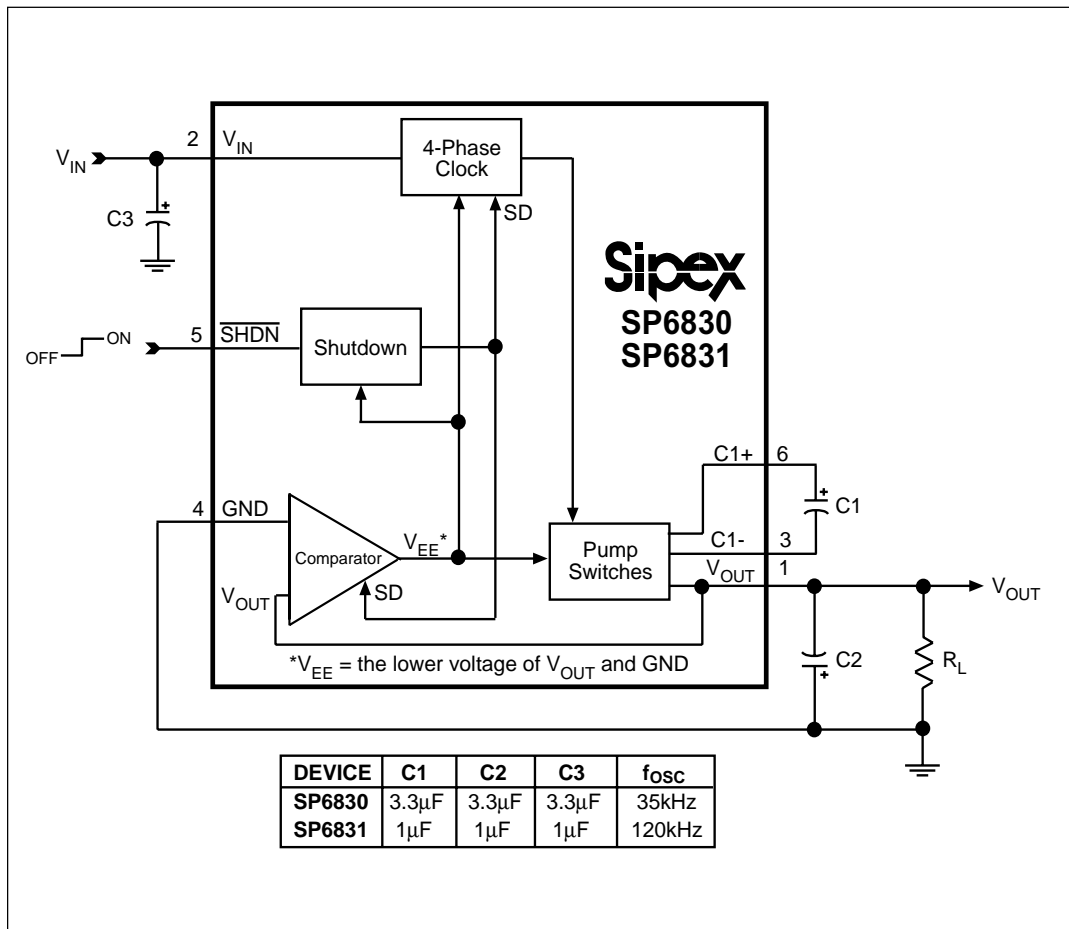 2 V_IN
4-Phase
Clock
V_IN
+
C3
SD
Sipex
SP6830
SP6831
OFF ON
5 SHDN
Shutdown
C1+ 6
+
C1
4 GND
Comparator
V_EE*
SD
V_OUT
Pump
Switches
C1- 3
V_OUT 1
V_OUT
*V_EE = the lower voltage of V_OUT and GND
C2
+
R_L
DEVICE C1 C2 C3 fosc
SP6830 3.3µF 3.3µF 3.3µF 35kHz
SP6831 1µF 1µF 1µF 120kHz